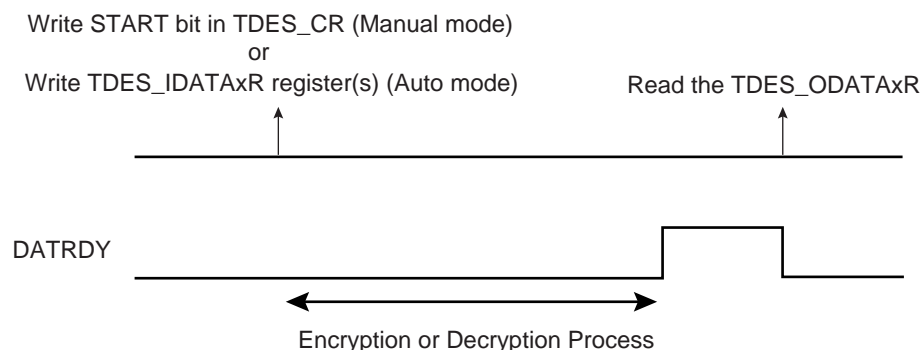 Write START bit in TDES_CR (Manual mode)
or
Write TDES_IDATAxR register(s) (Auto mode)
Read the TDES_ODATAxR
DATRDY
Encryption or Decryption Process